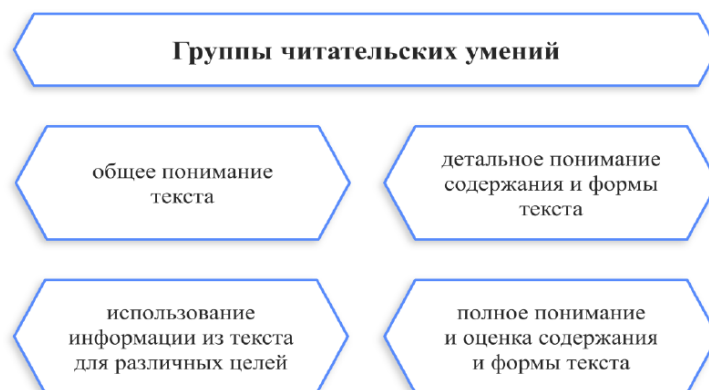 Группы читательских умений
общее понимание
текста
детальное понимание
содержания и формы
текста
использование
информации из текста
для различных целей
полное понимание
и оценка содержания
и формы текста